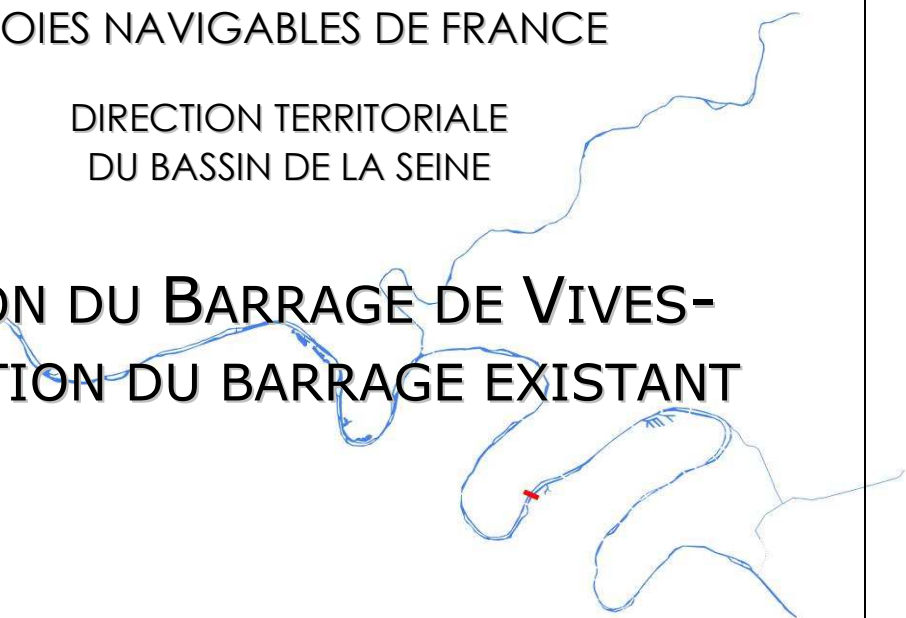 OIES NAVIGABLES DE FRANCE
DIRECTION TERRITORIALE
DU BASSIN DE LA SEINE
ON DU BARRAGE DE VIVES-
TION DU BARRAGE EXISTANT